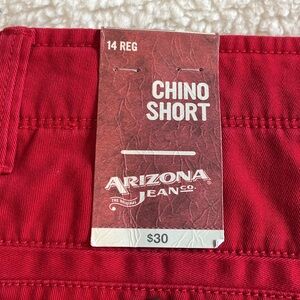 14 REG
CHINO
SHORT
ARIZONA®
THE ORIGINAL JEAN CO.
$30